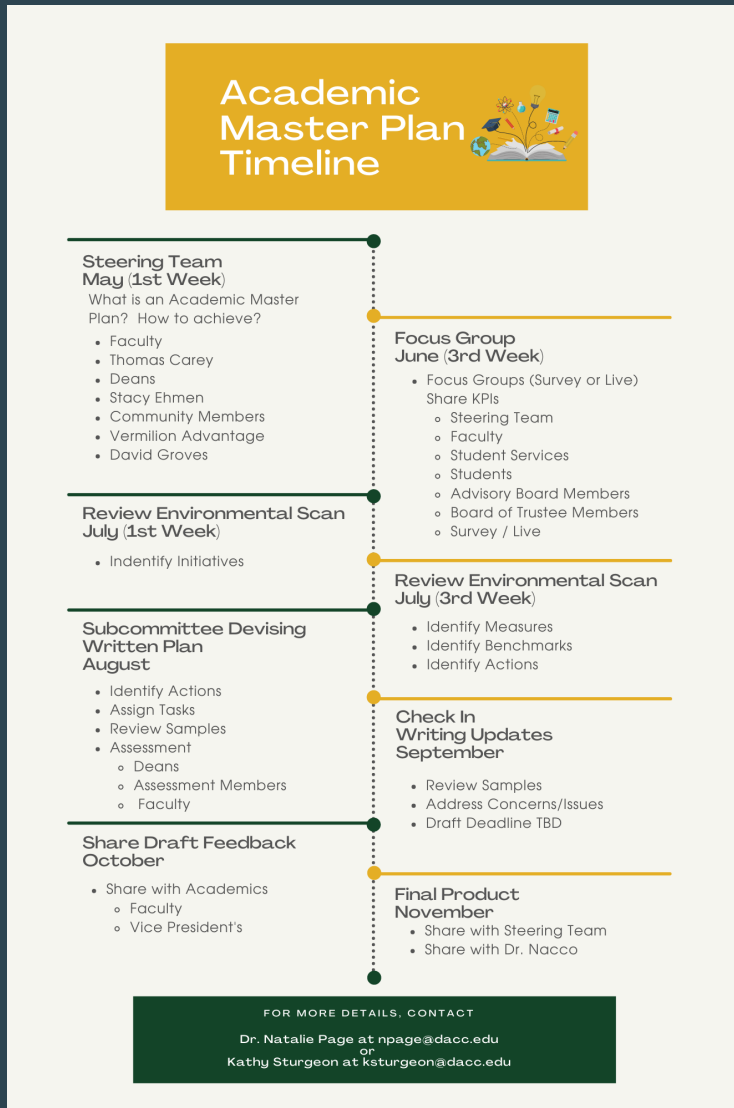 Academic
Master Plan
Timeline
Steering Team
May (1st Week)
What is an Academic Master
Plan?  How to achieve?
• Faculty
• Thomas Carey
• Deans
• Stacy Ehmen
• Community Members
• Vermilion Advantage
• David Groves
Focus Group
June (3rd Week)
• Focus Groups (Survey or Live)
Share KPIs
◦ Steering Team
◦ Faculty
◦ Student Services
◦ Students
◦ Advisory Board Members
◦ Board of Trustee Members
◦ Survey / Live
Review Environmental Scan
July (1st Week)
• Indentify Initiatives
Review Environmental Scan
July (3rd Week)
• Identify Measures
• Identify Benchmarks
• Identify Actions
Subcommittee Devising
Written Plan
August
• Identify Actions
• Assign Tasks
• Review Samples
• Assessment
◦ Deans
◦ Assessment Members
◦ Faculty
Check In
Writing Updates
September
• Review Samples
• Address Concerns/Issues
• Draft Deadline TBD
Share Draft Feedback
October
• Share with Academics
◦ Faculty
◦ Vice President's
Final Product
November
• Share with Steering Team
• Share with Dr. Nacco
FOR MORE DETAILS, CONTACT
Dr. Natalie Page at npage@dacc.edu
or
Kathy Sturgeon at ksturgeon@dacc.edu